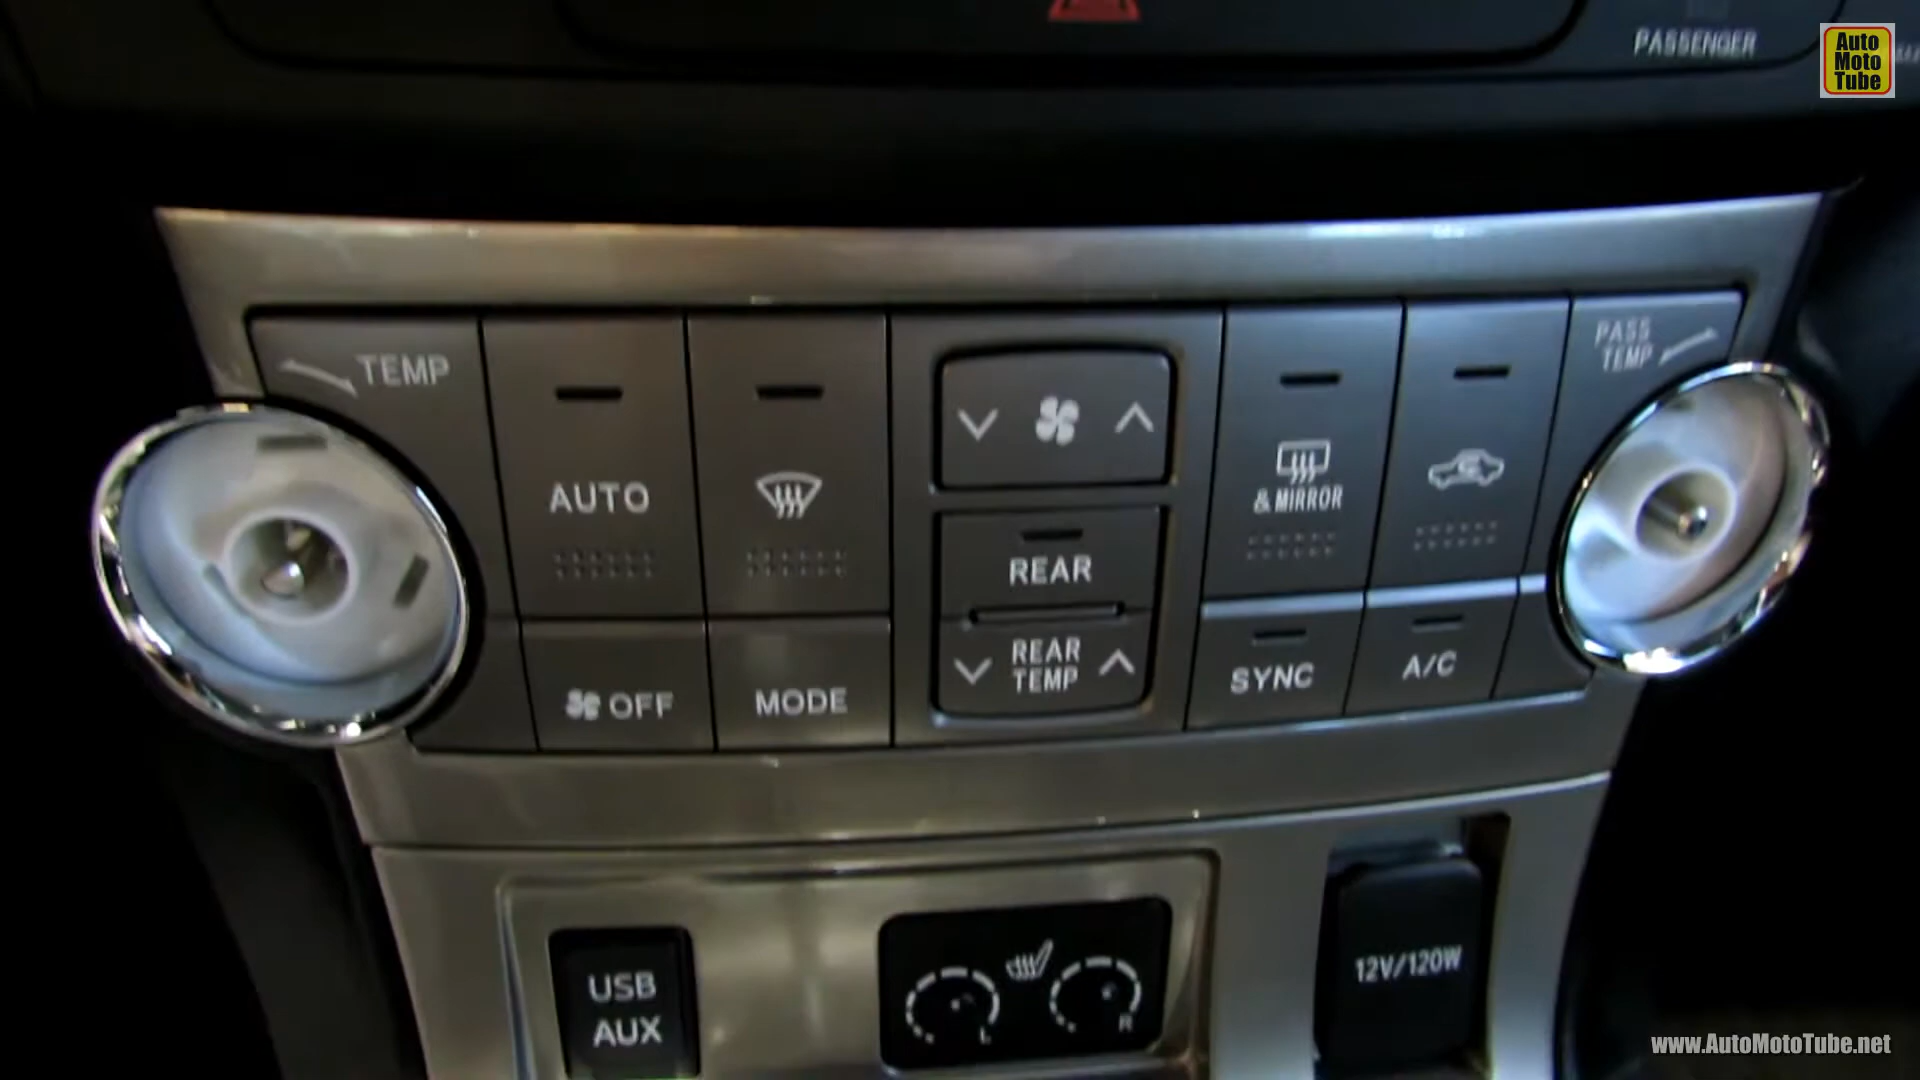 PASSENGER
Auto
Moto
Tube
TEMP
PASS
TEMP
AUTO
& MIRROR
REAR
REAR
TEMP
OFF
MODE
SYNC
A/C
USB
AUX
L
R
12V/120W
www.AutoMotoTube.net